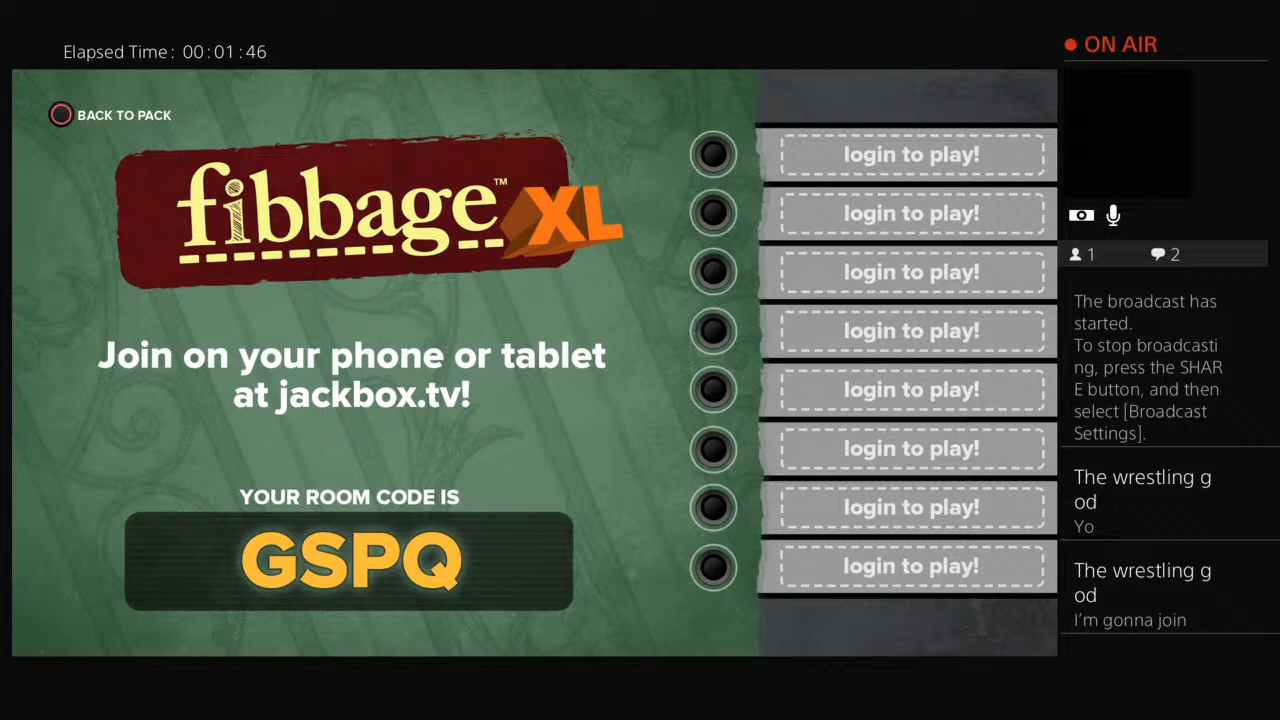 Elapsed Time: 00:01:46
ON AIR
BACK TO PACK
fibbage™ XL
Join on your phone or tablet
at jackbox.tv!
YOUR ROOM CODE IS
GSPQ
login to play!
login to play!
login to play!
login to play!
login to play!
login to play!
login to play!
login to play!
1
2
The broadcast has
started.
To stop broadcasti
ng, press the SHAR
E button, and then
select [Broadcast
Settings].
The wrestling g
od
Yo
The wrestling g
od
I'm gonna join